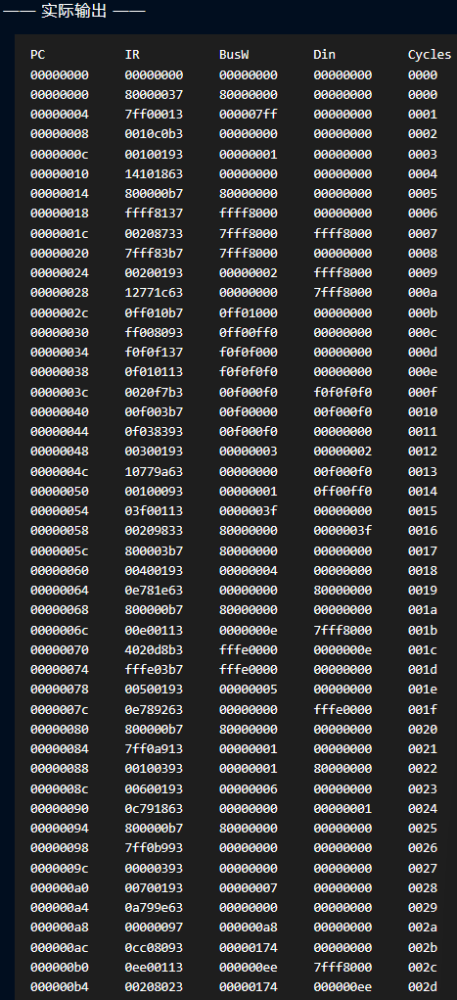 —— 实际输出 ——
PC IR BusW Din Cycles
00000000 00000000 00000000 00000000 0000
00000000 80000037 80000000 00000000 0000
00000004 7ff00013 000007ff 00000000 0001
00000008 0010c0b3 00000000 00000000 0002
0000000c 00100193 00000001 00000000 0003
00000010 14101863 00000000 00000000 0004
00000014 800000b7 80000000 00000000 0005
00000018 ffff8137 ffff8000 00000000 0006
0000001c 00208733 7fff8000 ffff8000 0007
00000020 7fff83b7 7fff8000 00000000 0008
00000024 00200193 00000002 ffff8000 0009
00000028 12771c63 00000000 7fff8000 000a
0000002c 0ff010b7 0ff01000 00000000 000b
00000030 ff008093 0ff00ff0 00000000 000c
00000034 f0f0f137 f0f0f000 00000000 000d
00000038 0f010113 f0f0f0f0 00000000 000e
0000003c 0020f7b3 00f000f0 f0f0f0f0 000f
00000040 00f003b7 00f00000 00f000f0 0010
00000044 0f038393 00f000f0 00000000 0011
00000048 00300193 00000003 00000002 0012
0000004c 10779a63 00000000 00f000f0 0013
00000050 00100093 00000001 0ff00ff0 0014
00000054 03f00113 0000003f 00000000 0015
00000058 00209833 80000000 0000003f 0016
0000005c 800003b7 80000000 00000000 0017
00000060 00400193 00000004 00000000 0018
00000064 0e781e63 00000000 80000000 0019
00000068 800000b7 80000000 00000000 001a
0000006c 00e00113 0000000e 7fff8000 001b
00000070 4020d8b3 fffe0000 0000000e 001c
00000074 fffe03b7 fffe0000 00000000 001d
00000078 00500193 00000005 00000000 001e
0000007c 0e789263 00000000 fffe0000 001f
00000080 800000b7 80000000 00000000 0020
00000084 7ff0a913 00000001 00000000 0021
00000088 00100393 00000001 80000000 0022
0000008c 00600193 00000006 00000000 0023
00000090 0c791863 00000000 00000001 0024
00000094 800000b7 80000000 00000000 0025
00000098 7ff0b993 00000000 00000000 0026
0000009c 00000393 00000000 00000000 0027
000000a0 00700193 00000007 00000000 0028
000000a4 0a799e63 00000000 00000000 0029
000000a8 00000097 000000a8 00000000 002a
000000ac 0cc08093 00000174 00000000 002b
000000b0 0ee00113 000000ee 7fff8000 002c
000000b4 00208023 00000174 000000ee 002d